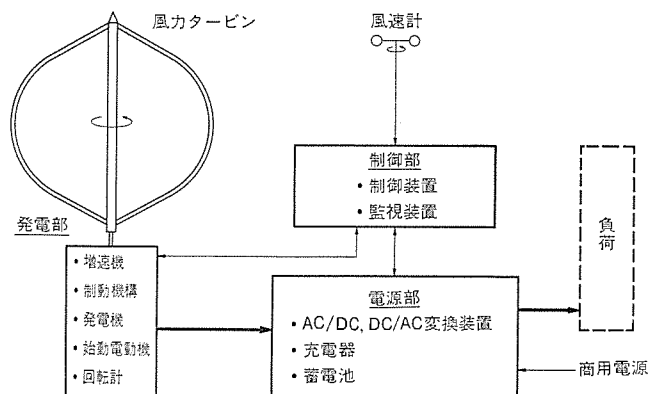 風力タービン
風速計
制御部
・制御装置
・監視装置
発電部
・増速機
・制動機構
・発電機
・始動電動機
・回転計
電源部
・AC/DC, DC/AC変換装置
・充電器
・蓄電池
負荷
商用電源